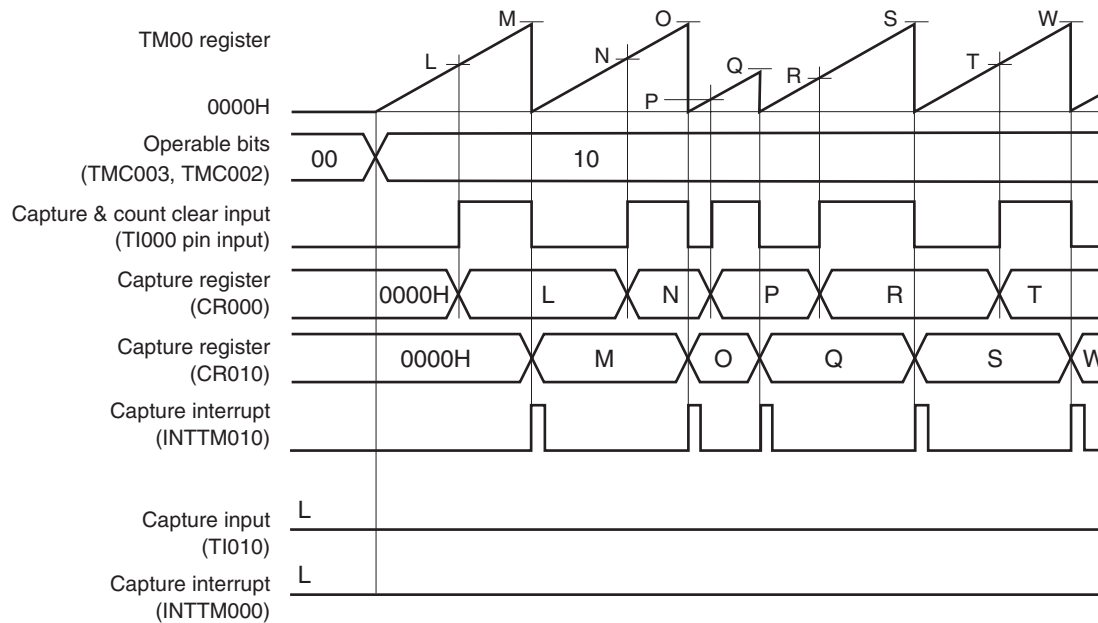 M
O
S
W
TM00 register
L
N
Q
R
T
P
0000H
Operable bits
(TMC003, TMC002)
00
10
Capture & count clear input
(TI000 pin input)
Capture register
(CR000)
0000H
L
N
P
R
T
Capture register
(CR010)
0000H
M
O
Q
S
W
Capture interrupt
(INTTM010)
L
Capture input
(TI010)
L
Capture interrupt
(INTTM000)